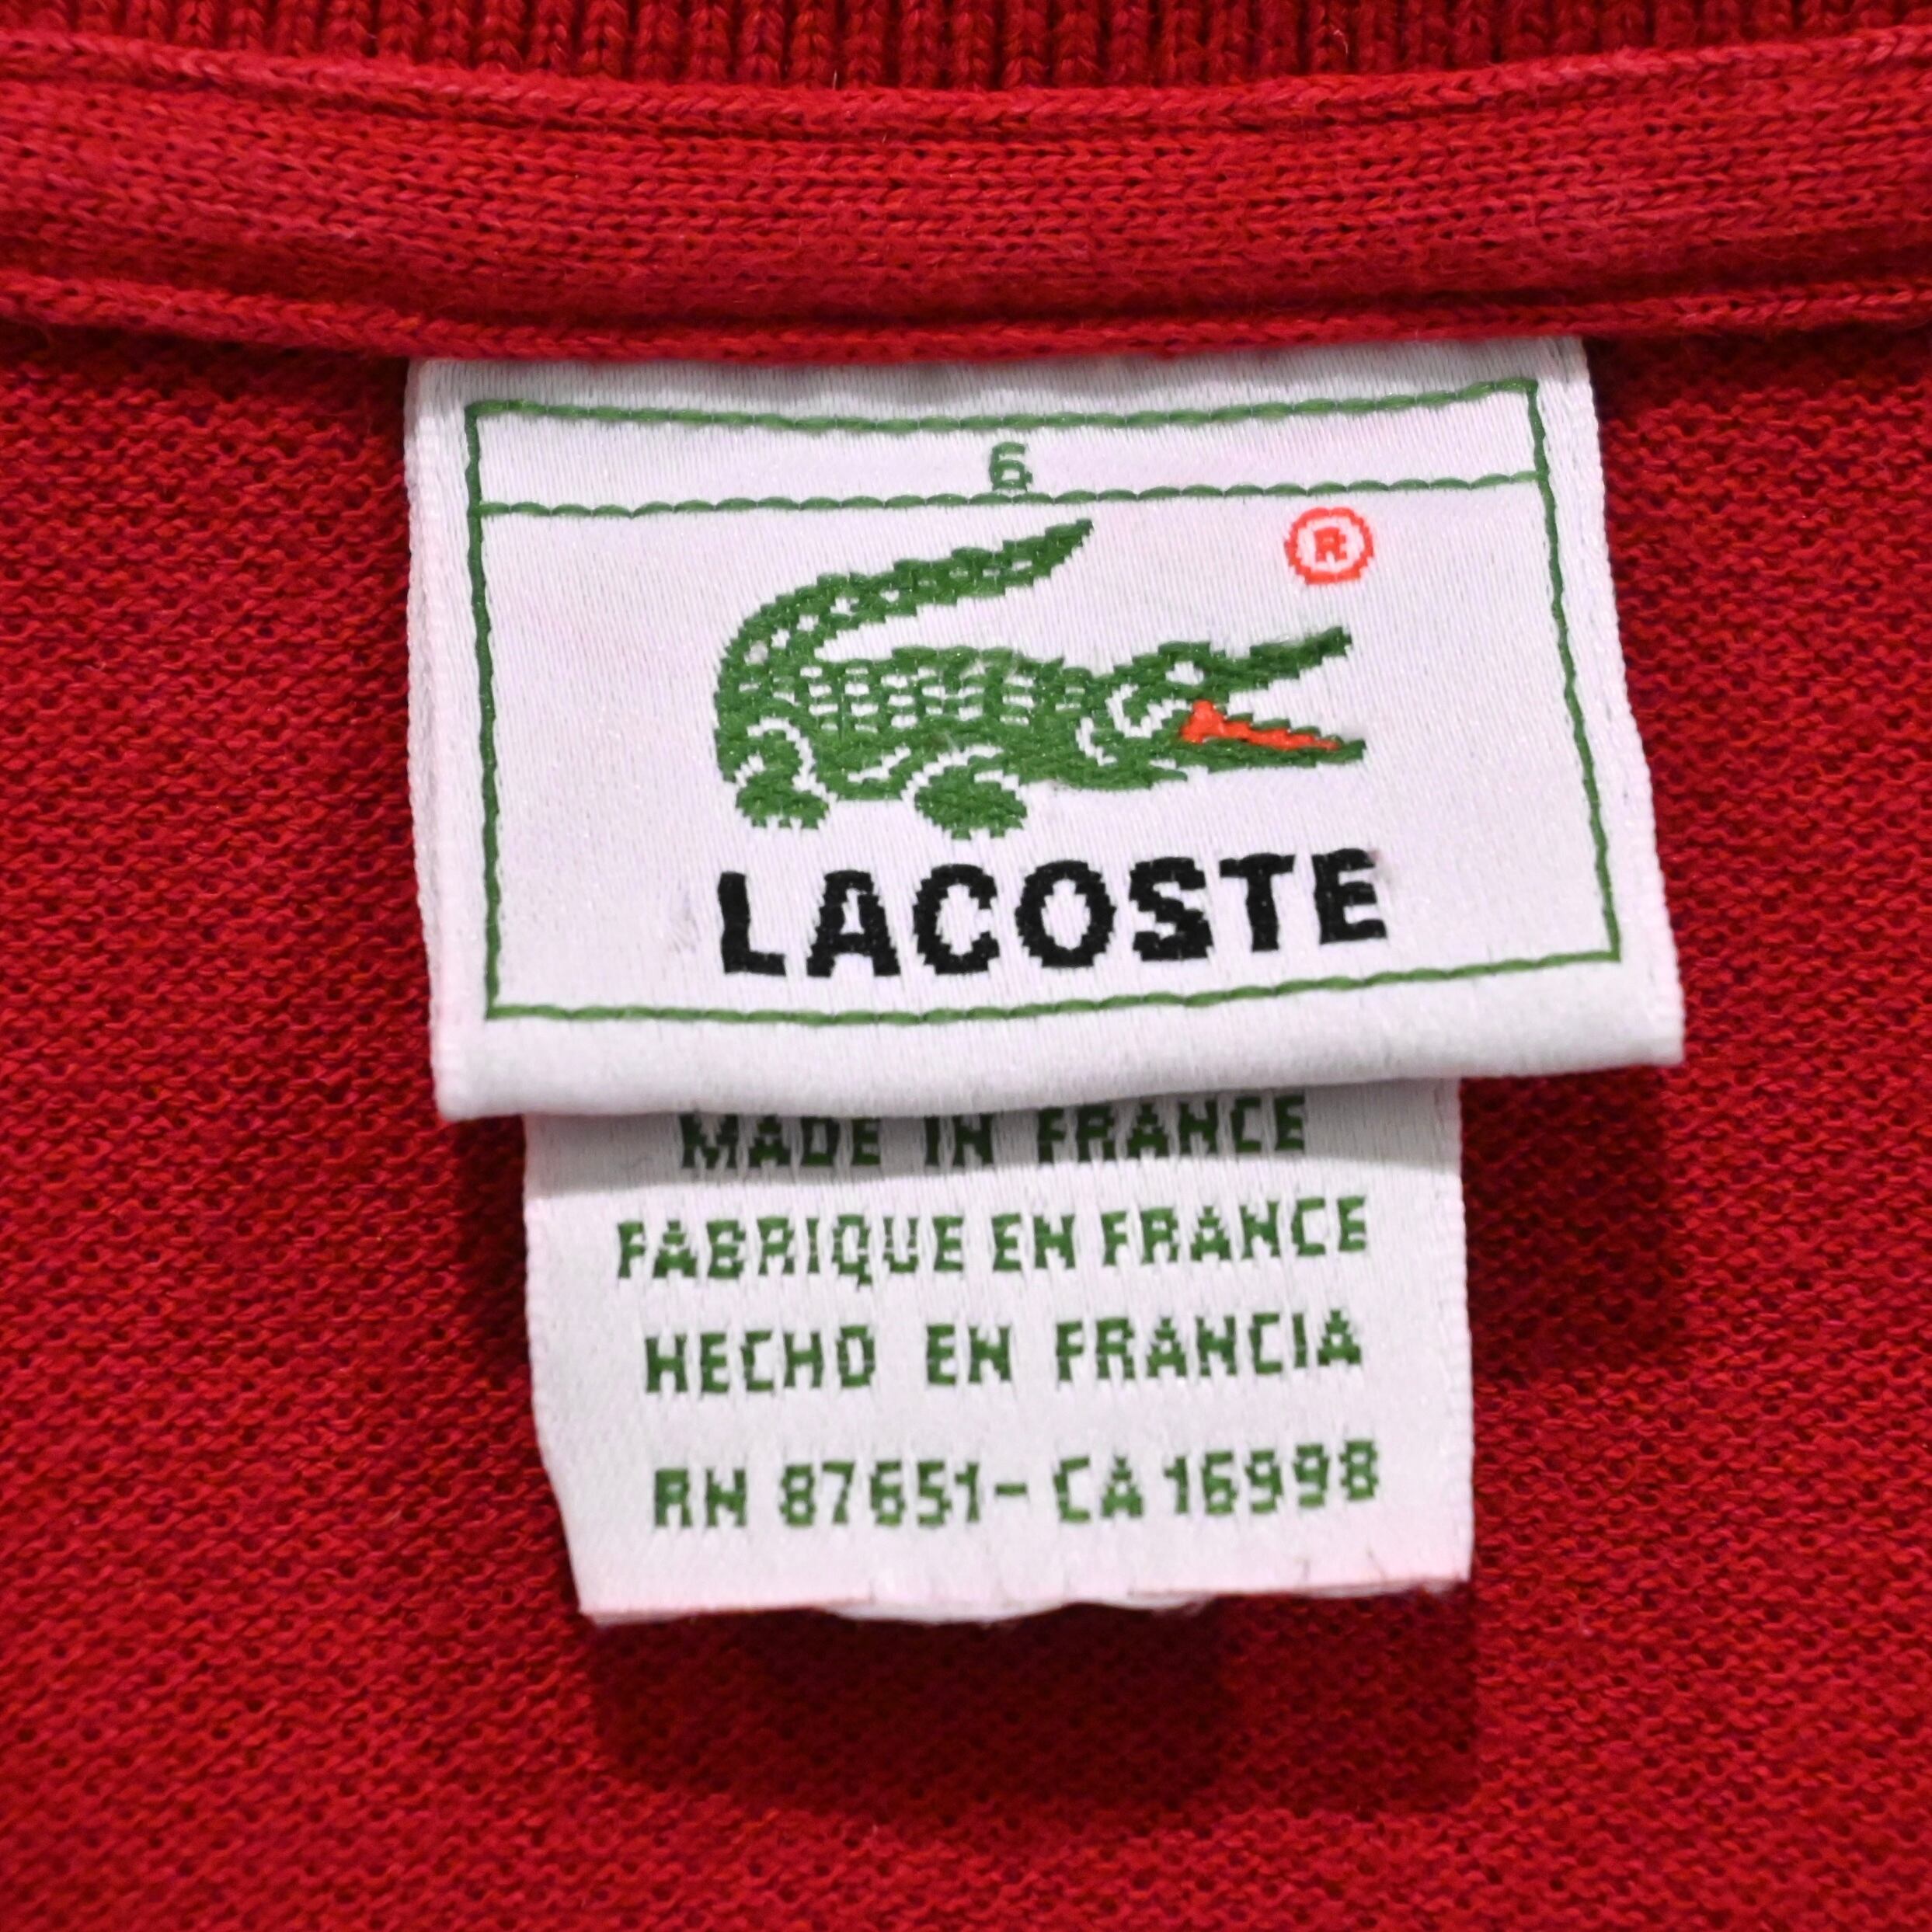 6
®
LACOSTE
MADE IN FRANCE
FABRIQUE EN FRANCE
HECHO EN FRANCIA
RN 87651- CA 16998